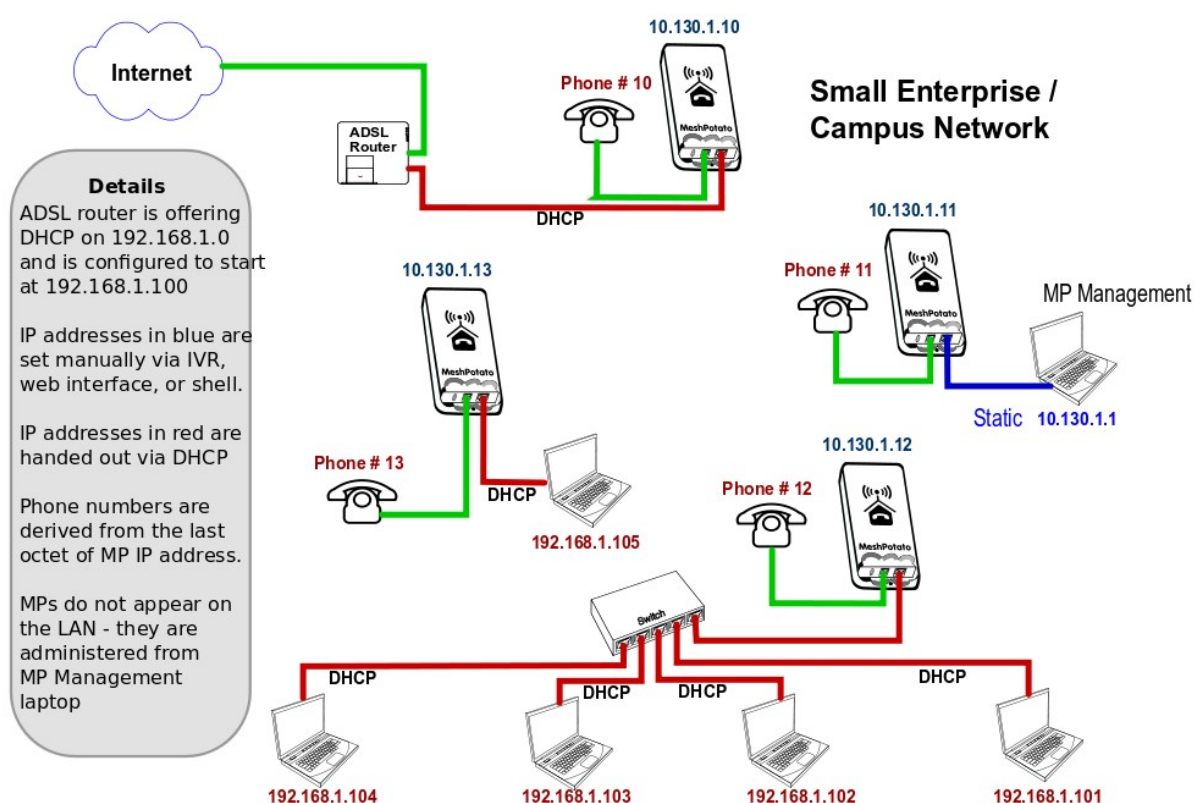 10.130.1.10
Internet
Phone # 10
Small Enterprise /
Campus Network
ADSL
Router
MeshPotato
DHCP
Details
ADSL router is offering
DHCP on 192.168.1.0
and is configured to start
at 192.168.1.100
IP addresses in blue are
set manually via IVR,
web interface, or shell.
IP addresses in red are
handed out via DHCP
Phone numbers are
derived from the last
octet of MP IP address.
MPs do not appear on
the LAN - they are
administered from
MP Management
laptop
10.130.1.11
Phone # 11
MP Management
MeshPotato
Static 10.130.1.1
10.130.1.13
MeshPotato
Phone # 13
DHCP
192.168.1.105
10.130.1.12
Phone # 12
MeshPotato
Switch
DHCP
DHCP
DHCP
DHCP
192.168.1.104
192.168.1.103
192.168.1.102
192.168.1.101